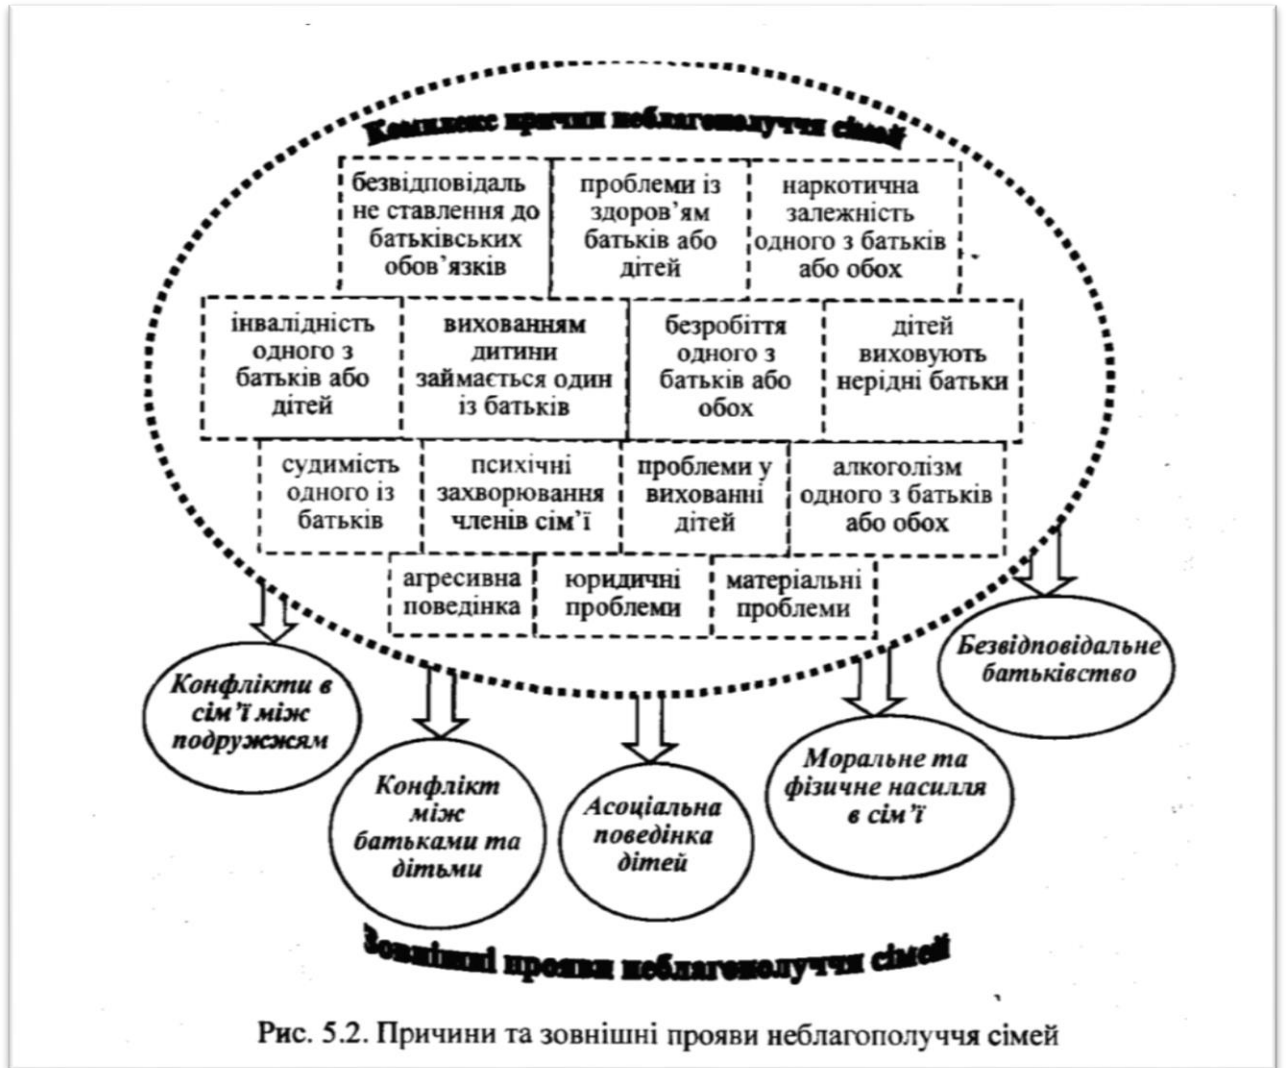 Комплекс причин неблагополуччя сімей
безвідповідаль
не ставлення до
батьківських
обов’язків
проблеми із
здоров’ям
батьків або
дітей
наркотична
залежність
одного з батьків
або обох
інвалідність
одного з
батьків або
дітей
вихованням
дитини
займається один
із батьків
безробіття
одного з
батьків або
обох
дітей
виховують
нерідні батьки
судимість
одного із
батьків
психічні
захворювання
членів сім’ї
проблеми у
вихованні
дітей
алкоголізм
одного з батьків
або обох
агресивна
поведінка
юридичні
проблеми
матеріальні
проблеми
Конфлікти в
сім’ї між
подружжям
Конфлікт
між
батьками та
дітьми
Асоціальна
поведінка
дітей
Моральне та
фізичне насилля
в сім’ї
Безвідповідальне
батьківство
Зовнішні прояви неблагополуччя сімей
Рис. 5.2. Причини та зовнішні прояви неблагополуччя сімей